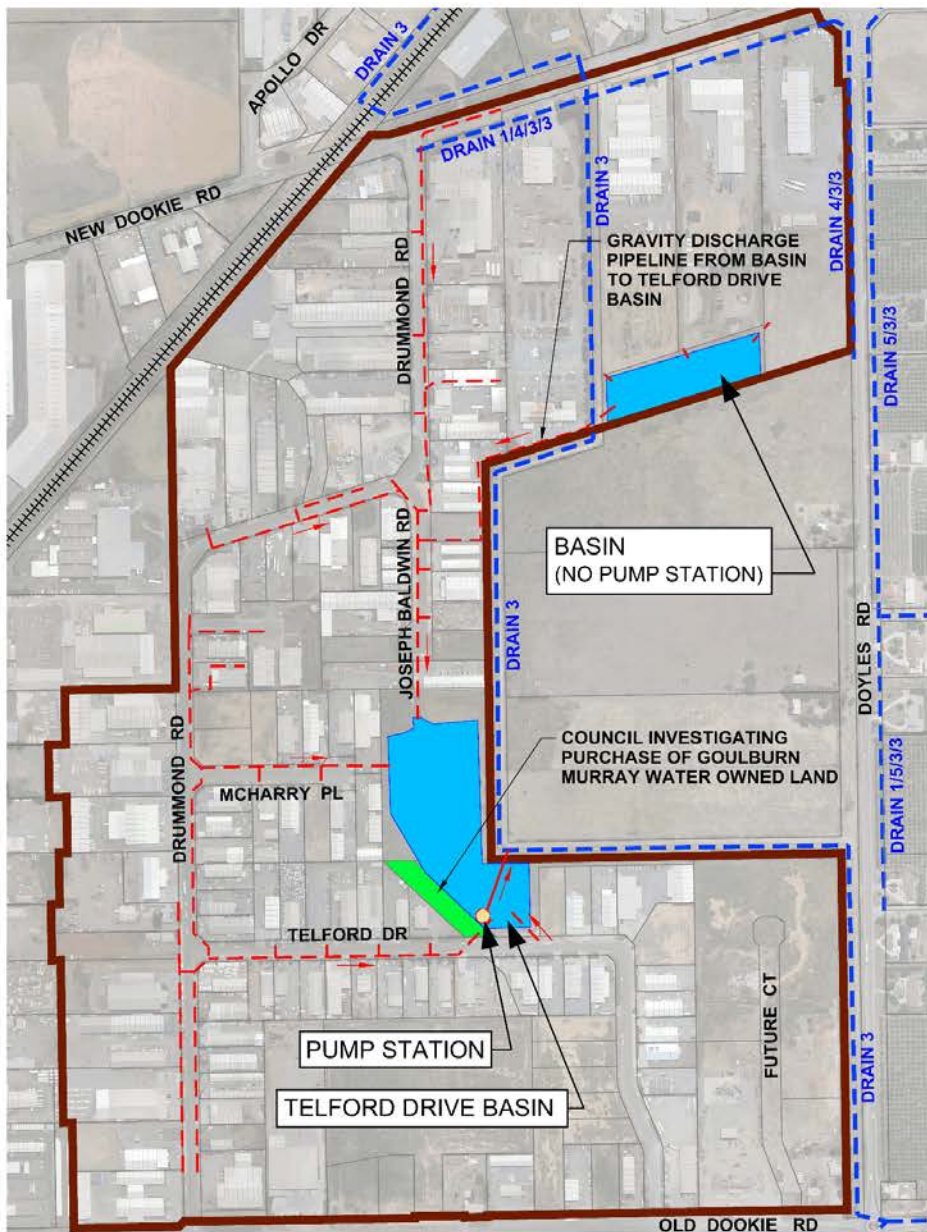 APOLLO DR
DRAIN 3
DRAIN 1/4/3/3
NEW DOOKIE RD
DRUMMOND RD
DRAIN 3
DRAIN 4/3/3
GRAVITY DISCHARGE
PIPELINE FROM BASIN
TO TELFORD DRIVE
BASIN
DRAIN 5/3/3
BASIN
(NO PUMP STATION)
JOSEPH BALDWIN RD
DRAIN 3
DOYLES RD
DRUMMOND RD
COUNCIL INVESTIGATING
PURCHASE OF GOULBURN
MURRAY WATER OWNED LAND
MCHARRY PL
DRAIN 1/5/3/3
TELFORD DR
FUTURE CT
PUMP STATION
TELFORD DRIVE BASIN
DRAIN 3
OLD DOOKIE RD